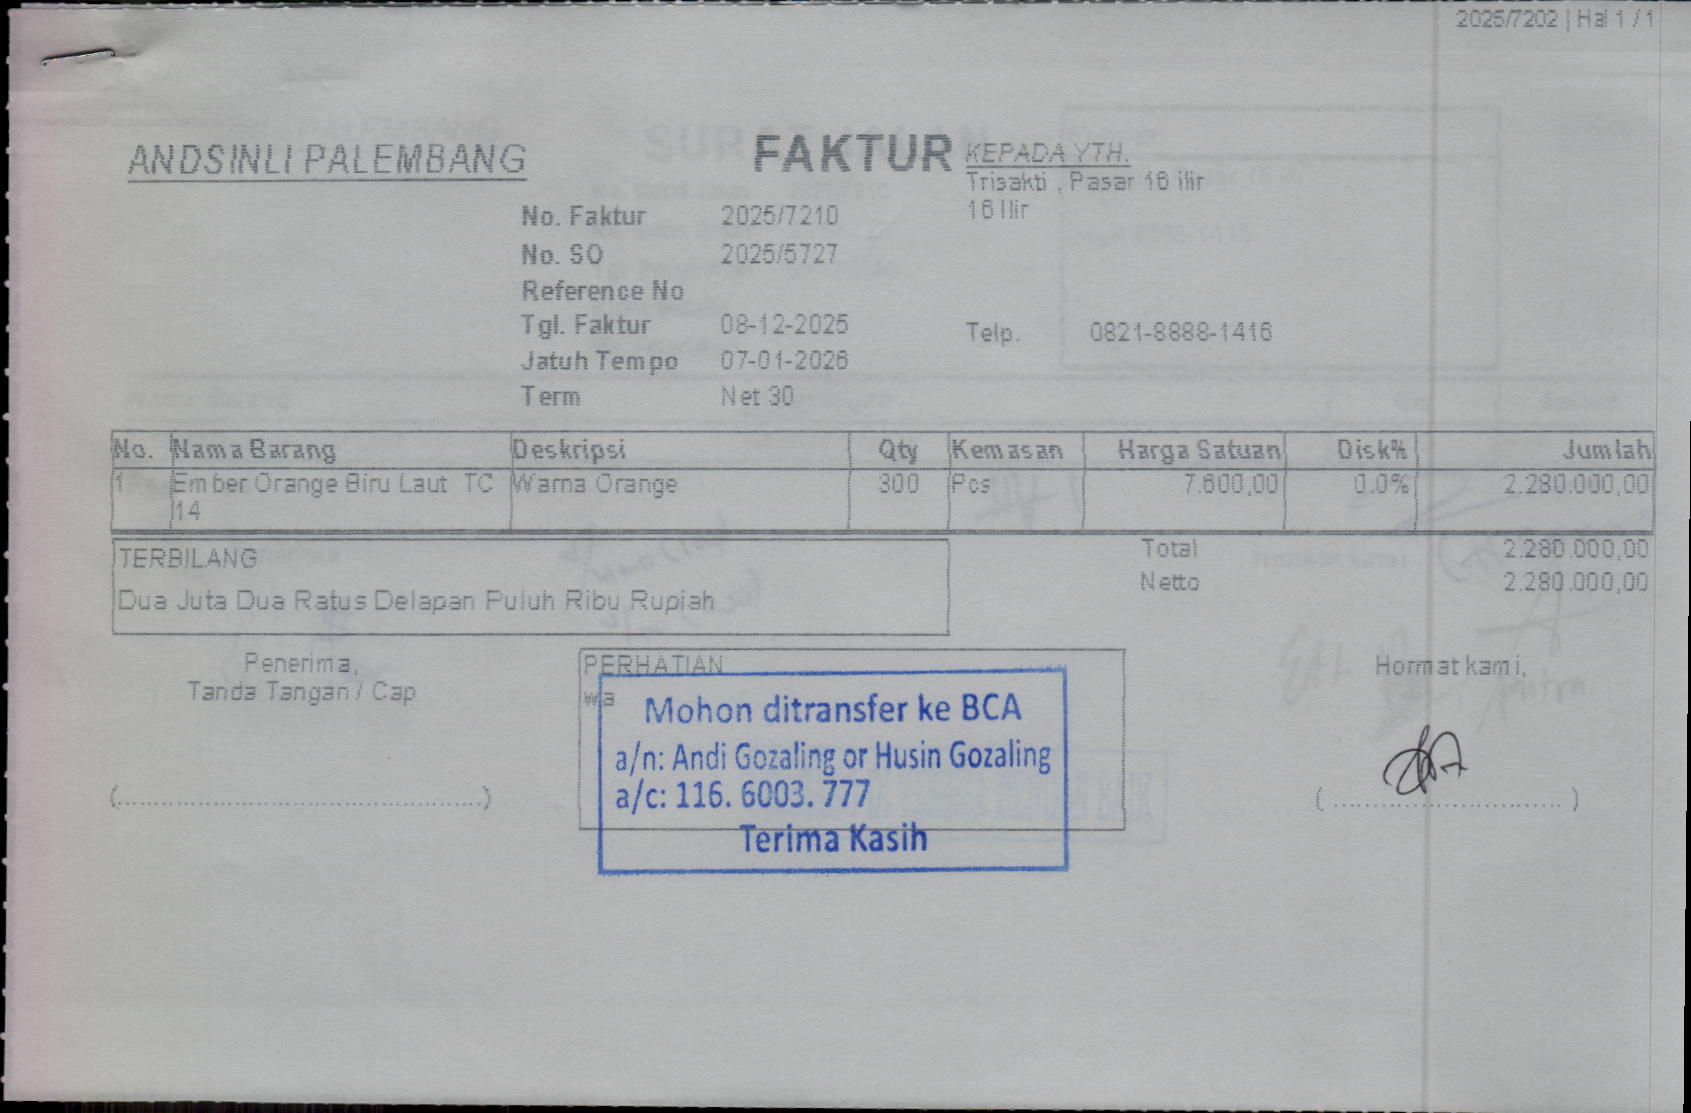 2025/7202 | Hal 1 / 1
ANDSINLI PALEMBANG
FAKTUR
KEPADA YTH.
Trisakti , Pasar 16 ilir
16 Ilir
No. Faktur 2025/7210
No. SO 2025/5727
Reference No
Tgl. Faktur 08-12-2025
Telp. 0821-8888-1416
Jatuh Tempo 07-01-2026
Term Net 30
No. Nama Barang Deskripsi Qty Kemasan Harga Satuan Disk% Jumlah
1 Ember Orange Biru Laut TC Warna Orange 300 Pcs 7.600,00 0.0% 2.280.000,00
14
TERBILANG
Dua Juta Dua Ratus Delapan Puluh Ribu Rupiah
Total 2.280.000,00
Netto 2.280.000,00
Penerima,
Tanda Tangan / Cap
PERHATIAN
wa
Mohon ditransfer ke BCA
a/n: Andi Gozaling or Husin Gozaling
a/c: 116. 6003. 777
Terima Kasih
Hormat kami,
(....................................................)
( ................................ )